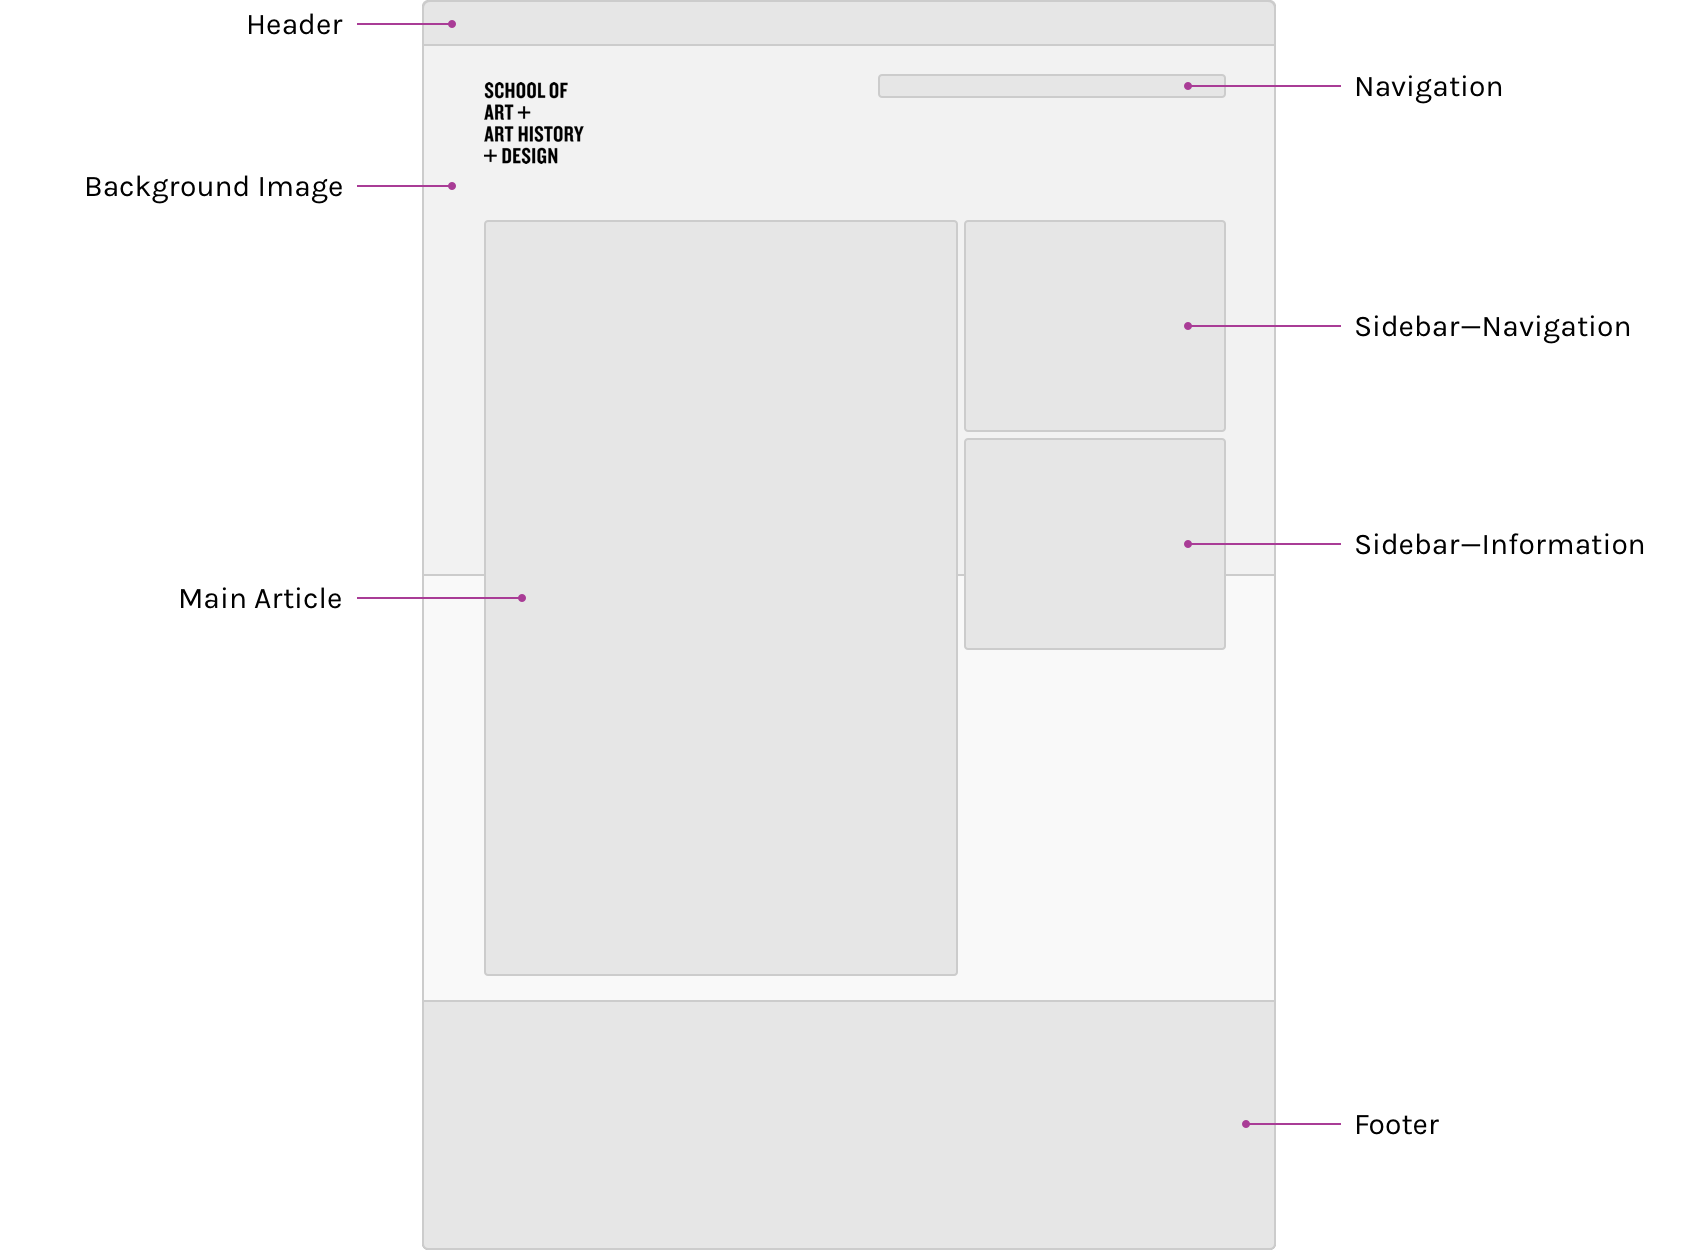 Header
Navigation
SCHOOL OF
ART +
ART HISTORY
+ DESIGN
Background Image
Sidebar—Navigation
Sidebar—Information
Main Article
Footer